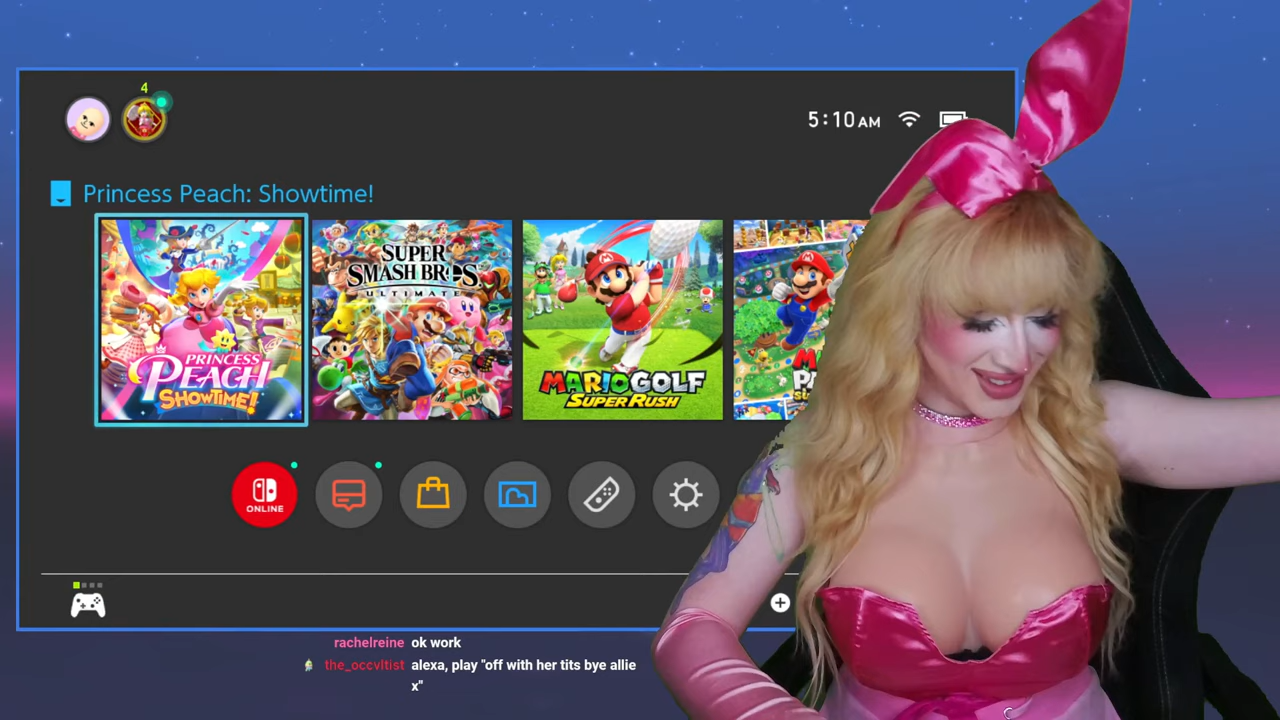 4
5:10 AM
Princess Peach: Showtime!
SUPER
SMASH BROS.
ULTIMATE
PRINCESS
PEACH
SHOWTIME!
MARIO GOLF
SUPER RUSH
ONLINE
rachelreine ok work
the_occvltist alexa, play "off with her tits bye allie
x"